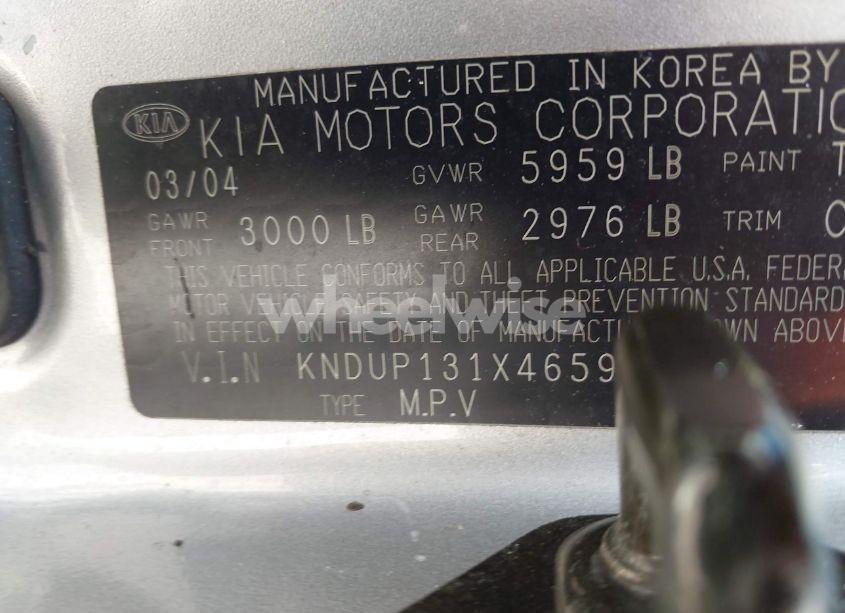 MANUFACTURED IN KOREA BY
KIA KIA MOTORS CORPORATIO
03/04 GVWR 5959 LB PAINT T
GAWR FRONT 3000 LB GAWR REAR 2976 LB TRIM C
THIS VEHICLE CONFORMS TO ALL APPLICABLE U.S.A. FEDERA
MOTOR VEHICLE SAFETY AND THEFT PREVENTION STANDARD
IN EFFECT ON THE DATE OF MANUFACTUR OWN ABOVE
V.I.N KNDUP131X4659
TYPE M.P.V
wheelwise